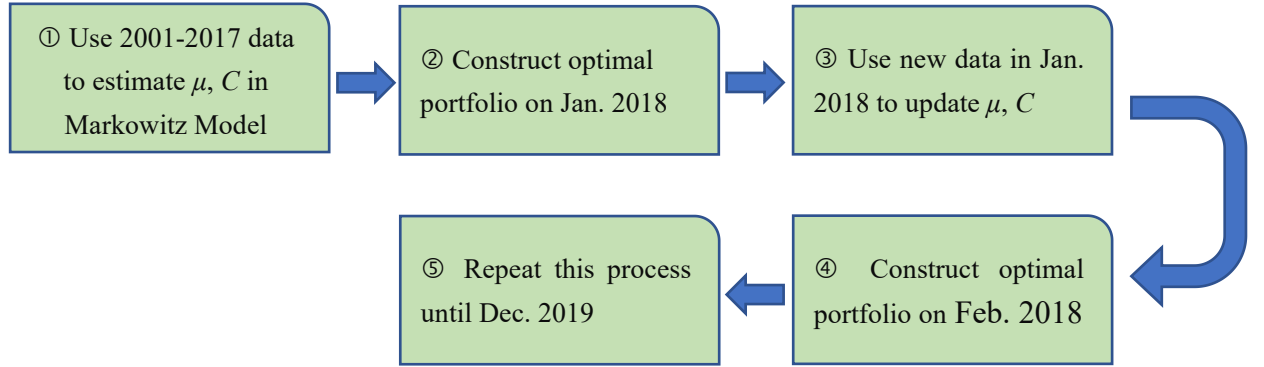 ① Use 2001-2017 data
to estimate μ, C in
Markowitz Model
② Construct optimal
portfolio on Jan. 2018
③ Use new data in Jan.
2018 to update μ, C
④ Construct optimal
portfolio on Feb. 2018
⑤ Repeat this process
until Dec. 2019